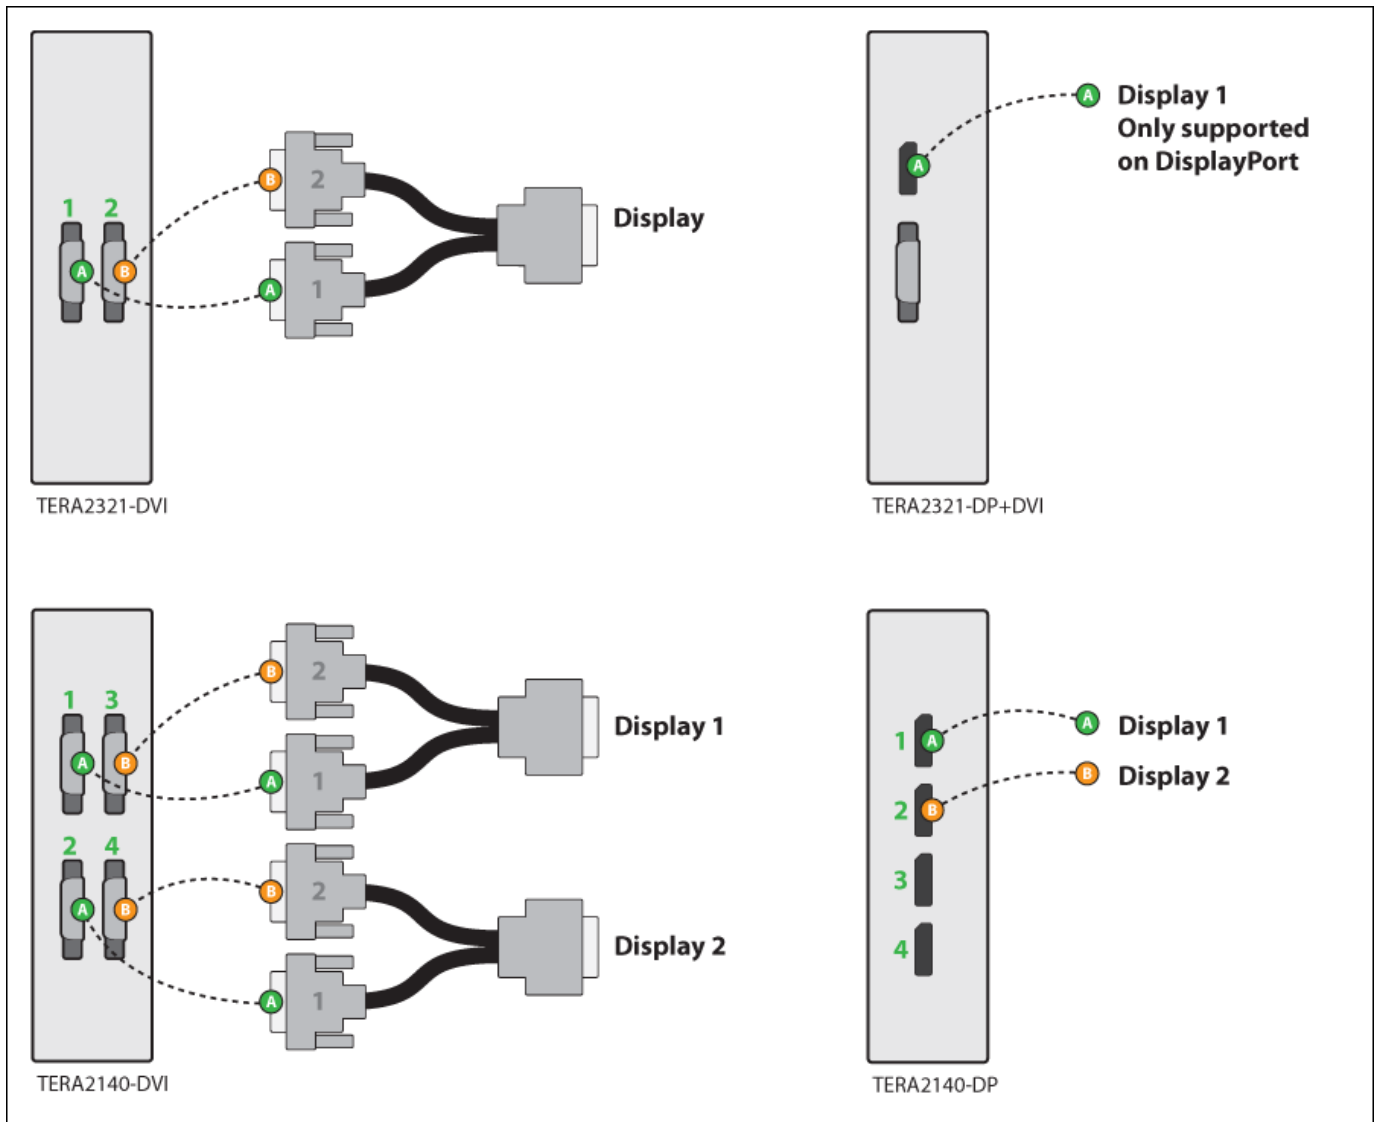 1 2
A
B
B
2
A
1
Display
TERA2321-DVI
A
A
Display 1
Only supported
on DisplayPort
TERA2321-DP+DVI
1 3
A
B
2 4
A
B
B
2
A
1
Display 1
B
2
A
1
Display 2
TERA2140-DVI
1
A
2
B
3
4
A
Display 1
B
Display 2
TERA2140-DP